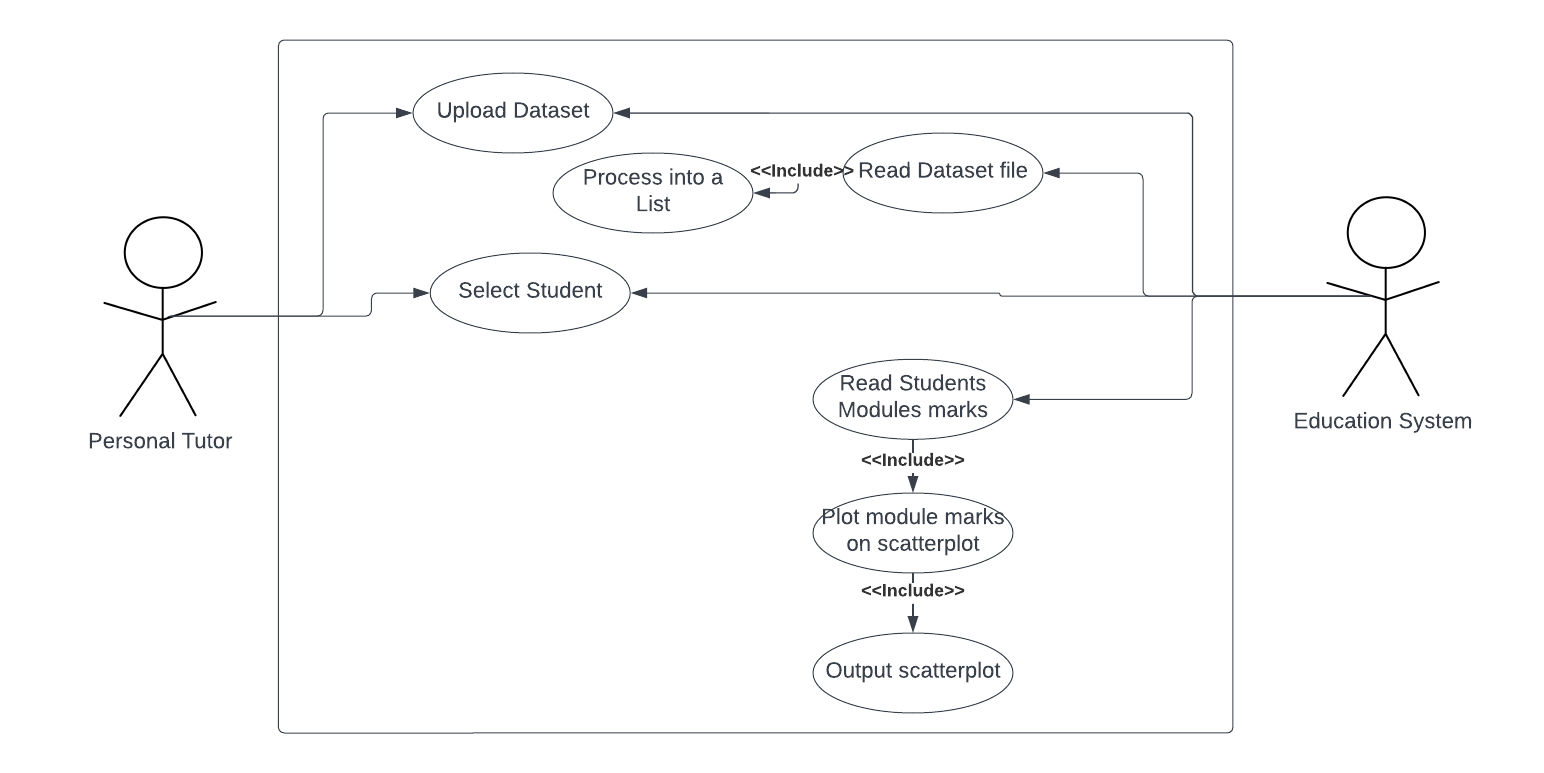 Upload Dataset
Process into a
List
<<Include>>
Read Dataset file
Select Student
Personal Tutor
Education System
Read Students
Modules marks
<<Include>>
Plot module marks
on scatterplot
<<Include>>
Output scatterplot